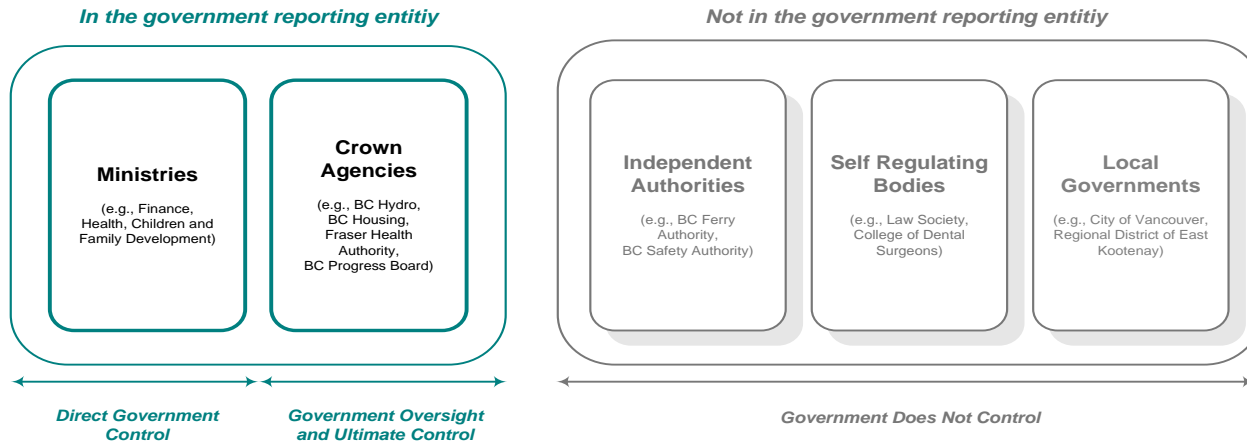 In the government reporting entitiy
Not in the government reporting entitiy
Ministries
(e.g., Finance,
Health, Children and
Family Development)
Crown
Agencies
(e.g., BC Hydro,
BC Housing,
Fraser Health
Authority,
BC Progress Board)
Independent
Authorities
(e.g., BC Ferry
Authority,
BC Safety Authority)
Self Regulating
Bodies
(e.g., Law Society,
College of Dental
Surgeons)
Local
Governments
(e.g., City of Vancouver,
Regional District of East
Kootenay)
Direct Government
Control
Government Oversight
and Ultimate Control
Government Does Not Control